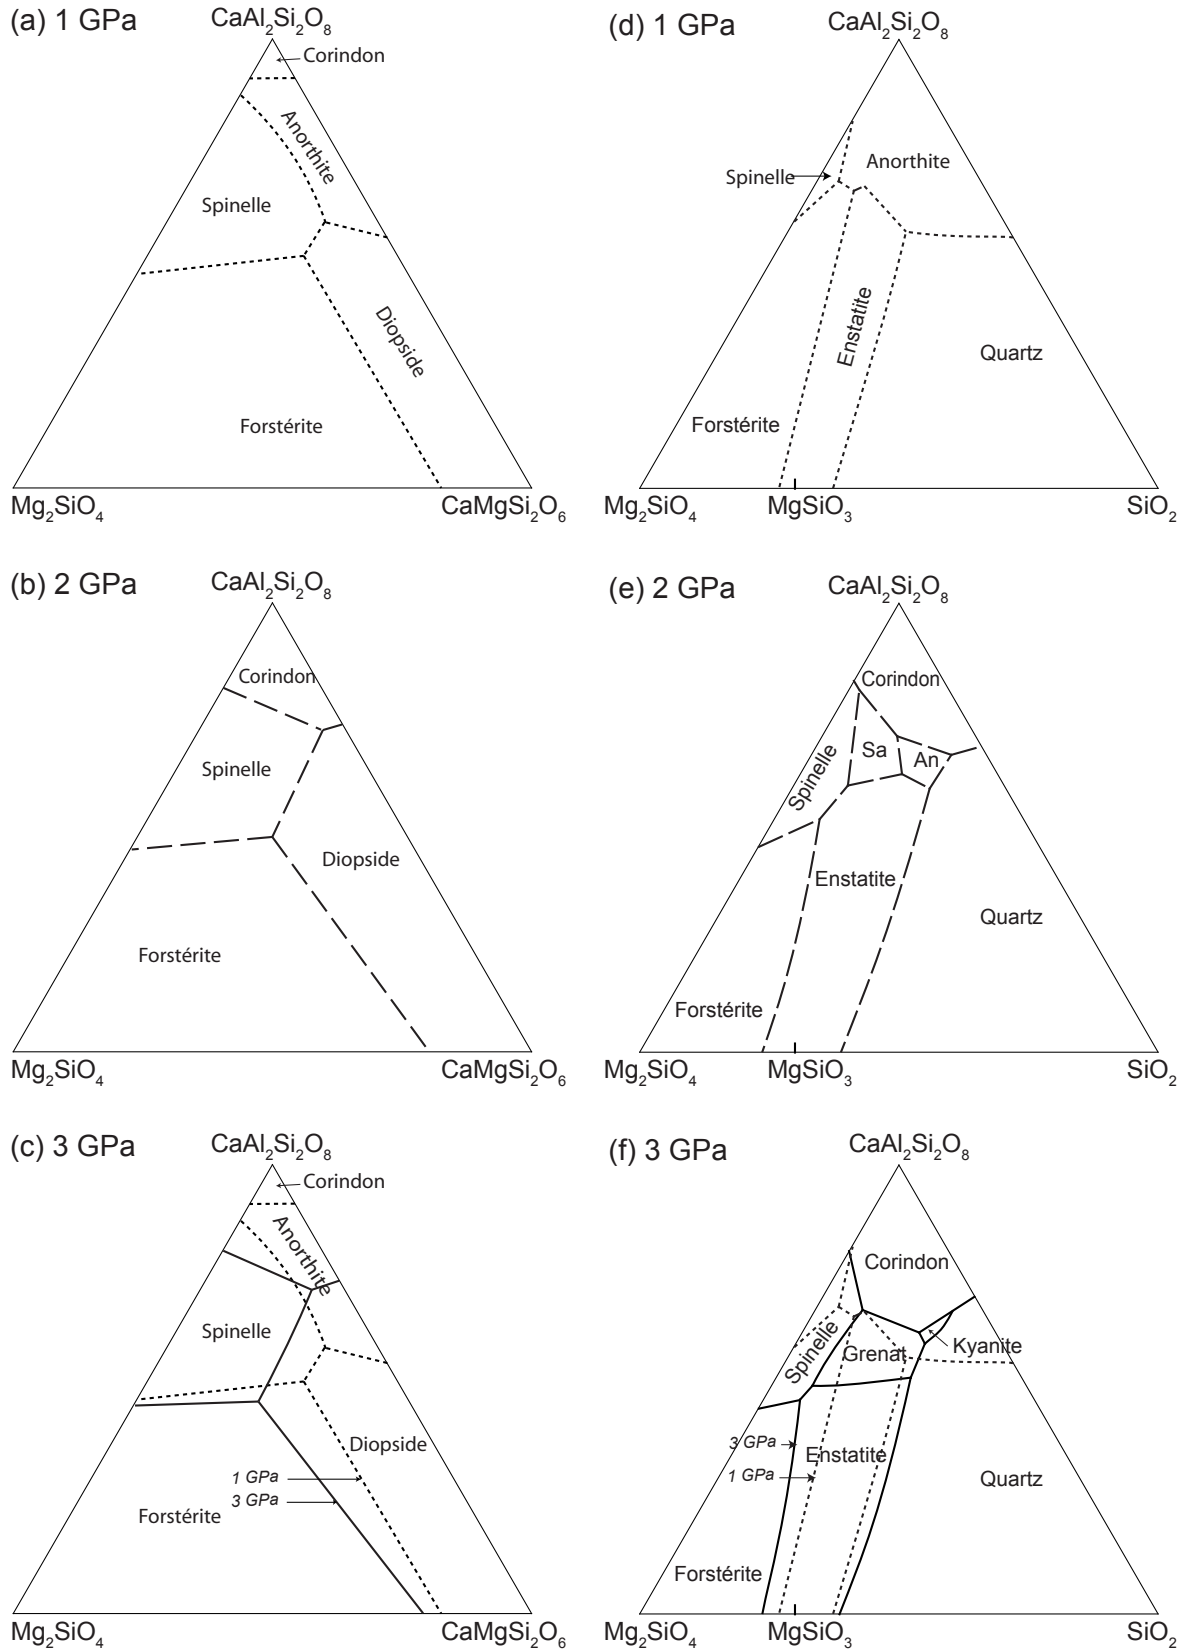 (a) 1 GPa
CaAl₂Si₂O₈
Corindon
Anorthite
Spinelle
Diopside
Forstérite
Mg₂SiO₄
CaMgSi₂O₆
(d) 1 GPa
CaAl₂Si₂O₈
Anorthite
Spinelle
Enstatite
Quartz
Forstérite
Mg₂SiO₄
MgSiO₃
SiO₂
(b) 2 GPa
CaAl₂Si₂O₈
Corindon
Spinelle
Diopside
Forstérite
Mg₂SiO₄
CaMgSi₂O₆
(e) 2 GPa
CaAl₂Si₂O₈
Corindon
Sa
An
Spinelle
Enstatite
Quartz
Forstérite
Mg₂SiO₄
MgSiO₃
SiO₂
(c) 3 GPa
CaAl₂Si₂O₈
Corindon
Anorthite
Spinelle
Diopside
1 GPa
3 GPa
Forstérite
Mg₂SiO₄
CaMgSi₂O₆
(f) 3 GPa
CaAl₂Si₂O₈
Corindon
Kyanite
Grenat
Spinelle
3 GPa
Enstatite
1 GPa
Quartz
Forstérite
Mg₂SiO₄
MgSiO₃
SiO₂